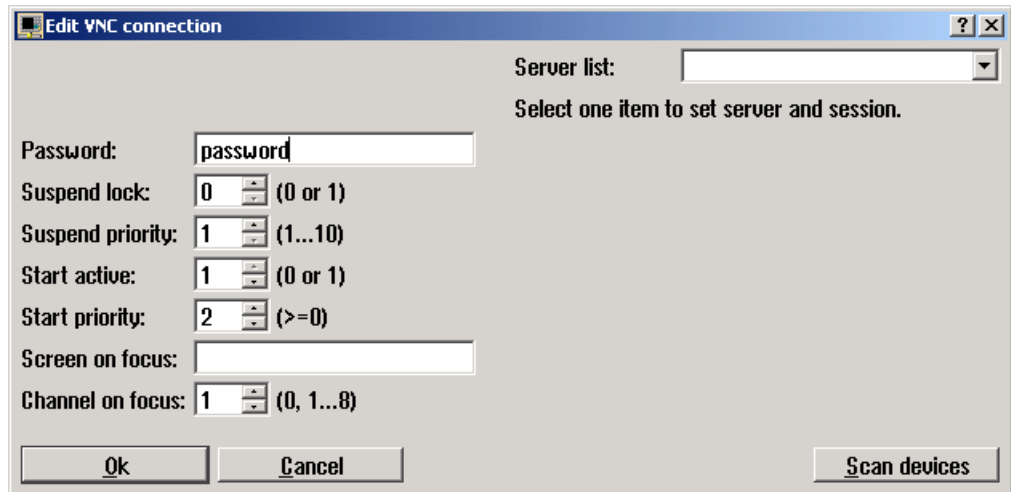 Edit VNC connection
Server list:
Select one item to set server and session.
Password: password
Suspend lock: 0 (0 or 1)
Suspend priority: 1 (1...10)
Start active: 1 (0 or 1)
Start priority: 2 (>=0)
Screen on focus:
Channel on focus: 1 (0, 1...8)
Ok Cancel Scan devices